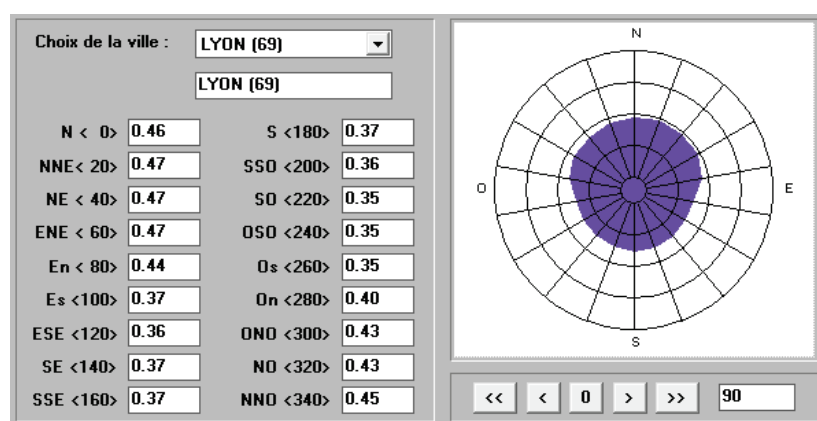 Choix de la ville : LYON (69)
LYON (69)
N < 0> 0.46 S <180> 0.37
NNE< 20> 0.47 SSO <200> 0.36
NE < 40> 0.47 SO <220> 0.35
ENE < 60> 0.47 OSO <240> 0.35
En < 80> 0.44 Os <260> 0.35
Es <100> 0.37 On <280> 0.40
ESE <120> 0.36 ONO <300> 0.43
SE <140> 0.37 NO <320> 0.43
SSE <160> 0.37 NNO <340> 0.45
N
O E
S
<< < 0 > >> 90